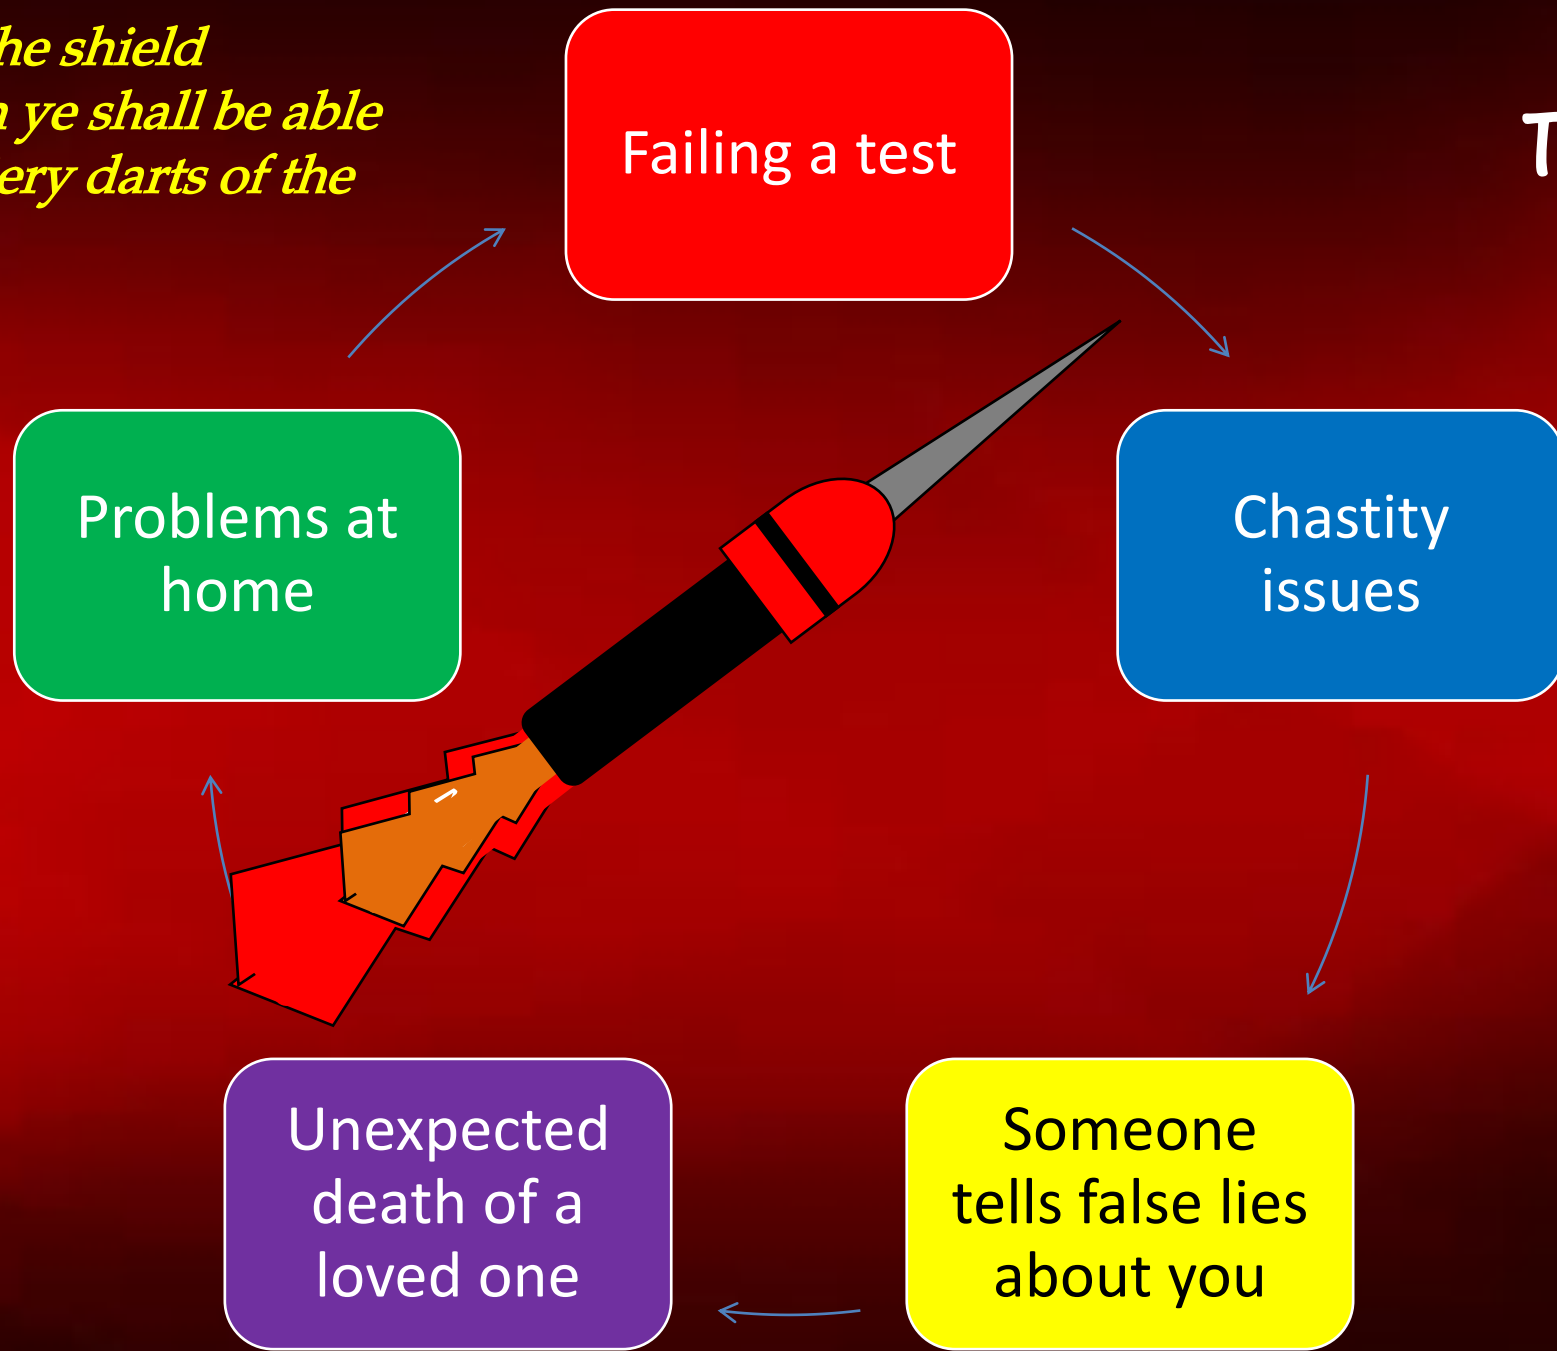 he shield
ye shall be able
ery darts of the
Failing a test
T
Problems at
home
Chastity
issues
Unexpected
death of a
loved one
Someone
tells false lies
about you